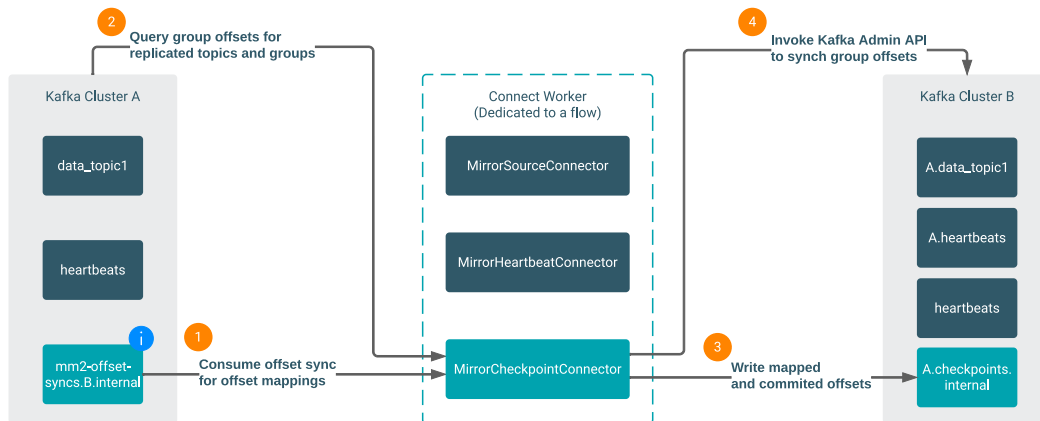 2
Query group offsets for
replicated topics and groups
4
Invoke Kafka Admin API
to synch group offsets
Kafka Cluster A
data_topic1
heartbeats
i
mm2-offset-
syncs.B.internal
1
Consume offset sync
for offset mappings
Connect Worker
(Dedicated to a flow)
MirrorSourceConnector
MirrorHeartbeatConnector
MirrorCheckpointConnector
3
Write mapped
and commited offsets
Kafka Cluster B
A.data_topic1
A.heartbeats
heartbeats
A.checkpoints.
internal